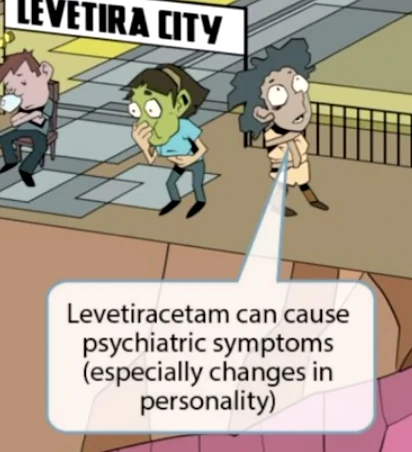 LEVETIRA CITY
Levetiracetam can cause
psychiatric symptoms
(especially changes in
personality)